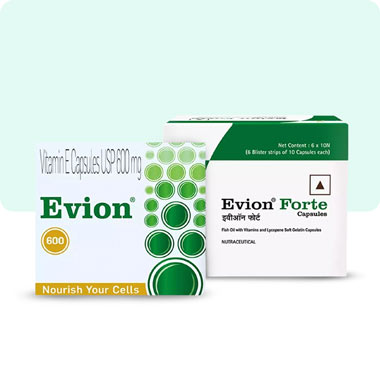 Vitamin E Capsules USP 600 mg
Evion®
600
Nourish Your Cells
Net Content : 6 x 10N
(6 Blister strips of 10 Capsules each)
Evion® Forte
Capsules
इवीऑन फोर्ट
Fish Oil with Vitamins and Lycopene Soft Gelatin Capsules
NUTRACEUTICAL